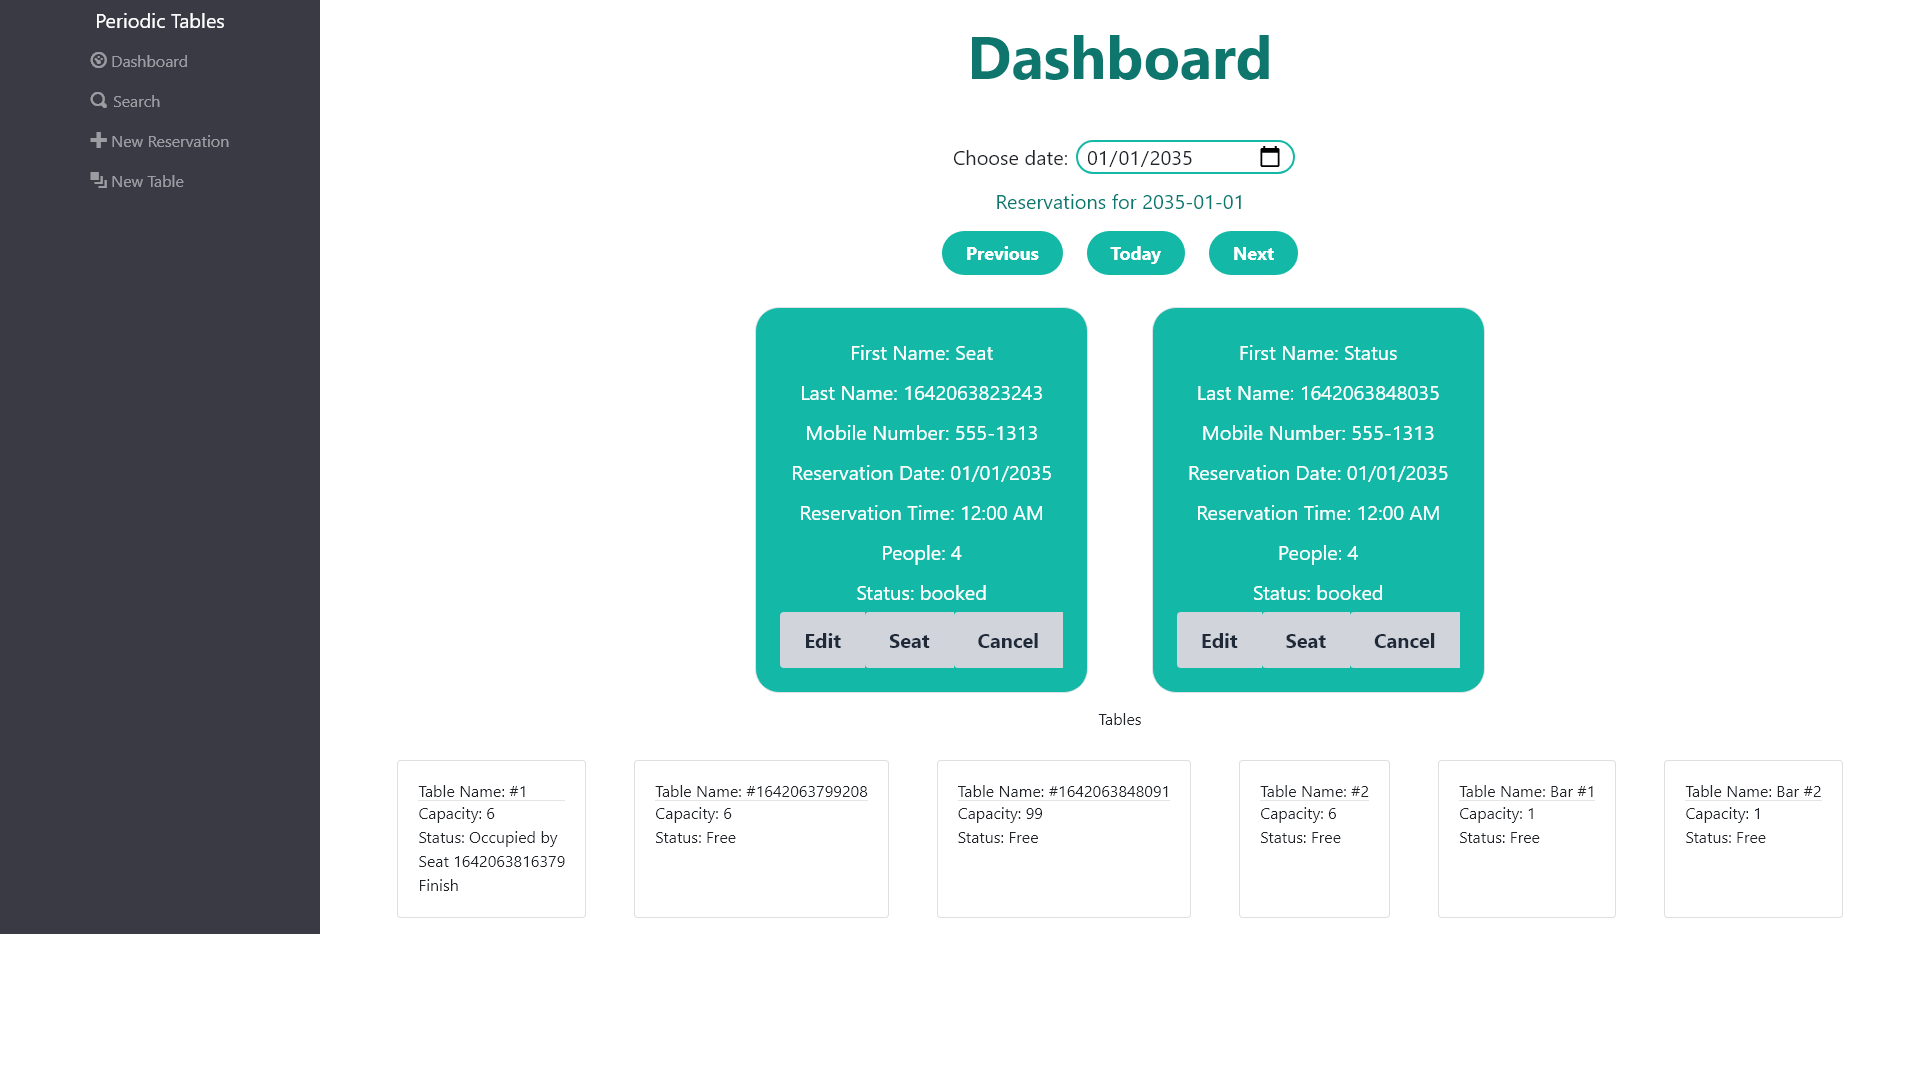 Periodic Tables
Dashboard
Search
New Reservation
New Table
Dashboard
Choose date: 01/01/2035
Reservations for 2035-01-01
Previous Today Next
First Name: Seat
Last Name: 1642063823243
Mobile Number: 555-1313
Reservation Date: 01/01/2035
Reservation Time: 12:00 AM
People: 4
Status: booked
Edit Seat Cancel
First Name: Status
Last Name: 1642063848035
Mobile Number: 555-1313
Reservation Date: 01/01/2035
Reservation Time: 12:00 AM
People: 4
Status: booked
Edit Seat Cancel
Tables
Table Name: #1
Capacity: 6
Status: Occupied by
Seat 1642063816379
Finish
Table Name: #1642063799208
Capacity: 6
Status: Free
Table Name: #1642063848091
Capacity: 99
Status: Free
Table Name: #2
Capacity: 6
Status: Free
Table Name: Bar #1
Capacity: 1
Status: Free
Table Name: Bar #2
Capacity: 1
Status: Free